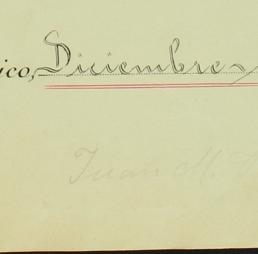 ico, Diciembre
Juan M. V